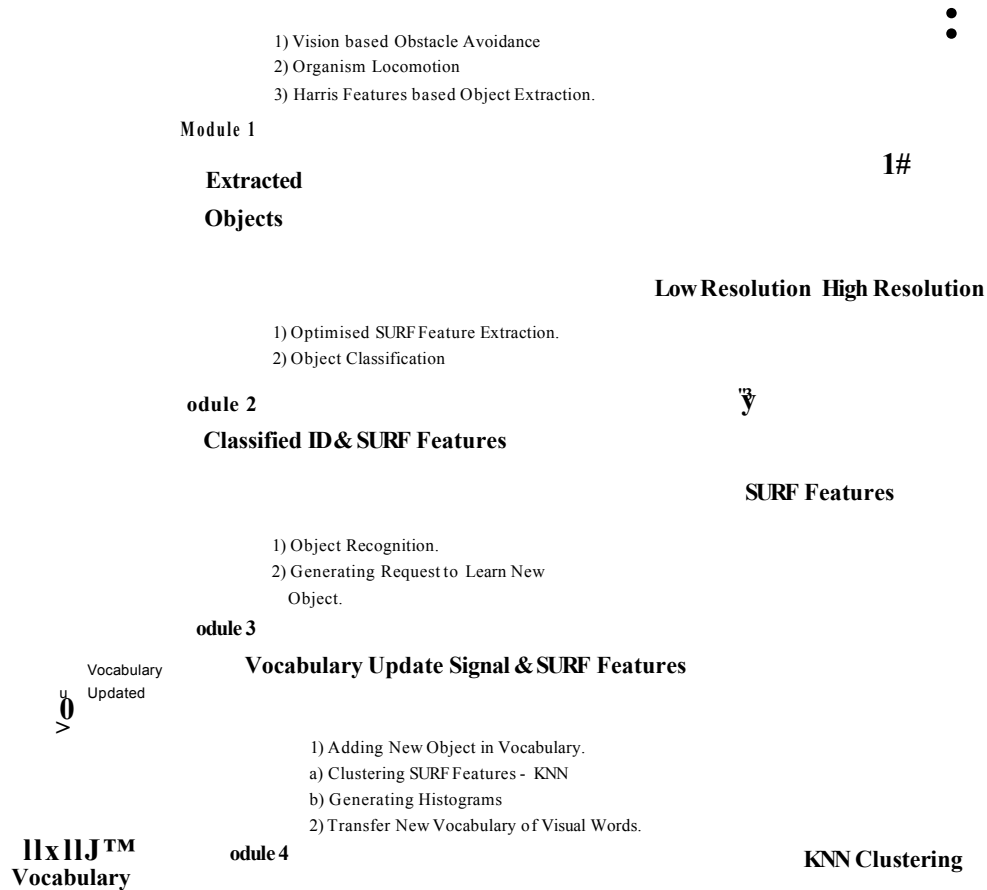 1) Vision based Obstacle Avoidance
2) Organism Locomotion
3) Harris Features based Object Extraction.
Module 1
1#
Extracted
Objects
Low Resolution High Resolution
1) Optimised SURF Feature Extraction.
2) Object Classification
odule 2
Classified ID & SURF Features
SURF Features
1) Object Recognition.
2) Generating Request to Learn New
Object.
odule 3
Vocabulary Update Signal & SURF Features
Vocabulary
Updated
1) Adding New Object in Vocabulary.
a) Clustering SURF Features - KNN
b) Generating Histograms
2) Transfer New Vocabulary of Visual Words.
llxllJ™
Vocabulary
odule 4
KNN Clustering